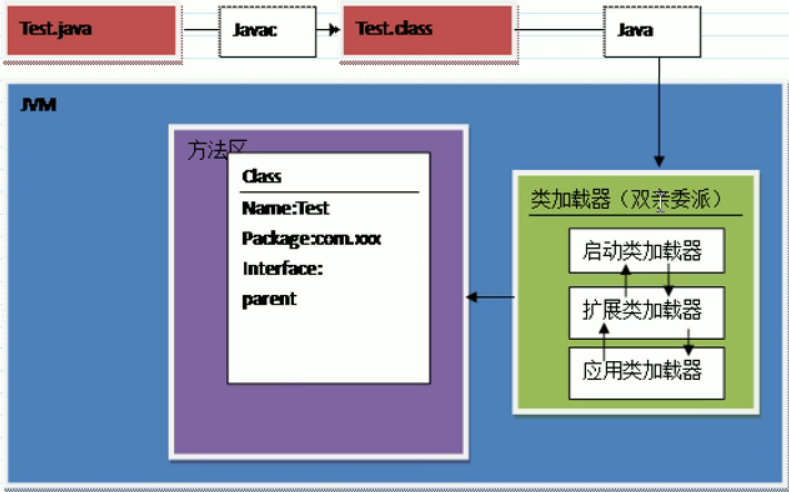 Test.java
Javac
Test.class
Java
JVM
方法区
Class
Name:Test
Package:com.xxx
Interface:
parent
类加载器（双亲委派）
启动类加载器
扩展类加载器
应用类加载器